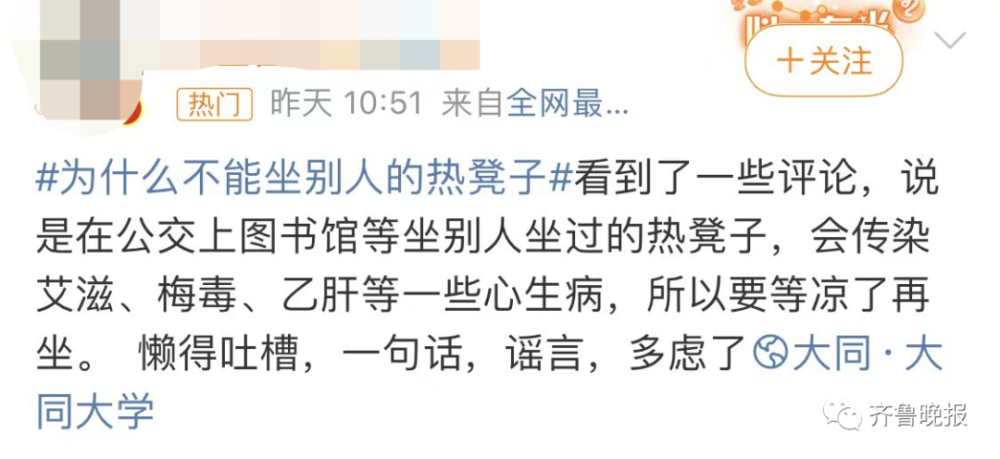 ＋关注
热门 昨天 10:51 来自全网最...
#为什么不能坐别人的热凳子#看到了一些评论，说
是在公交上图书馆等坐别人坐过的热凳子，会传染
艾滋、梅毒、乙肝等一些心生病，所以要等凉了再
坐。 懒得吐槽，一句话，谣言，多虑了大同·大
同大学
齐鲁晚报